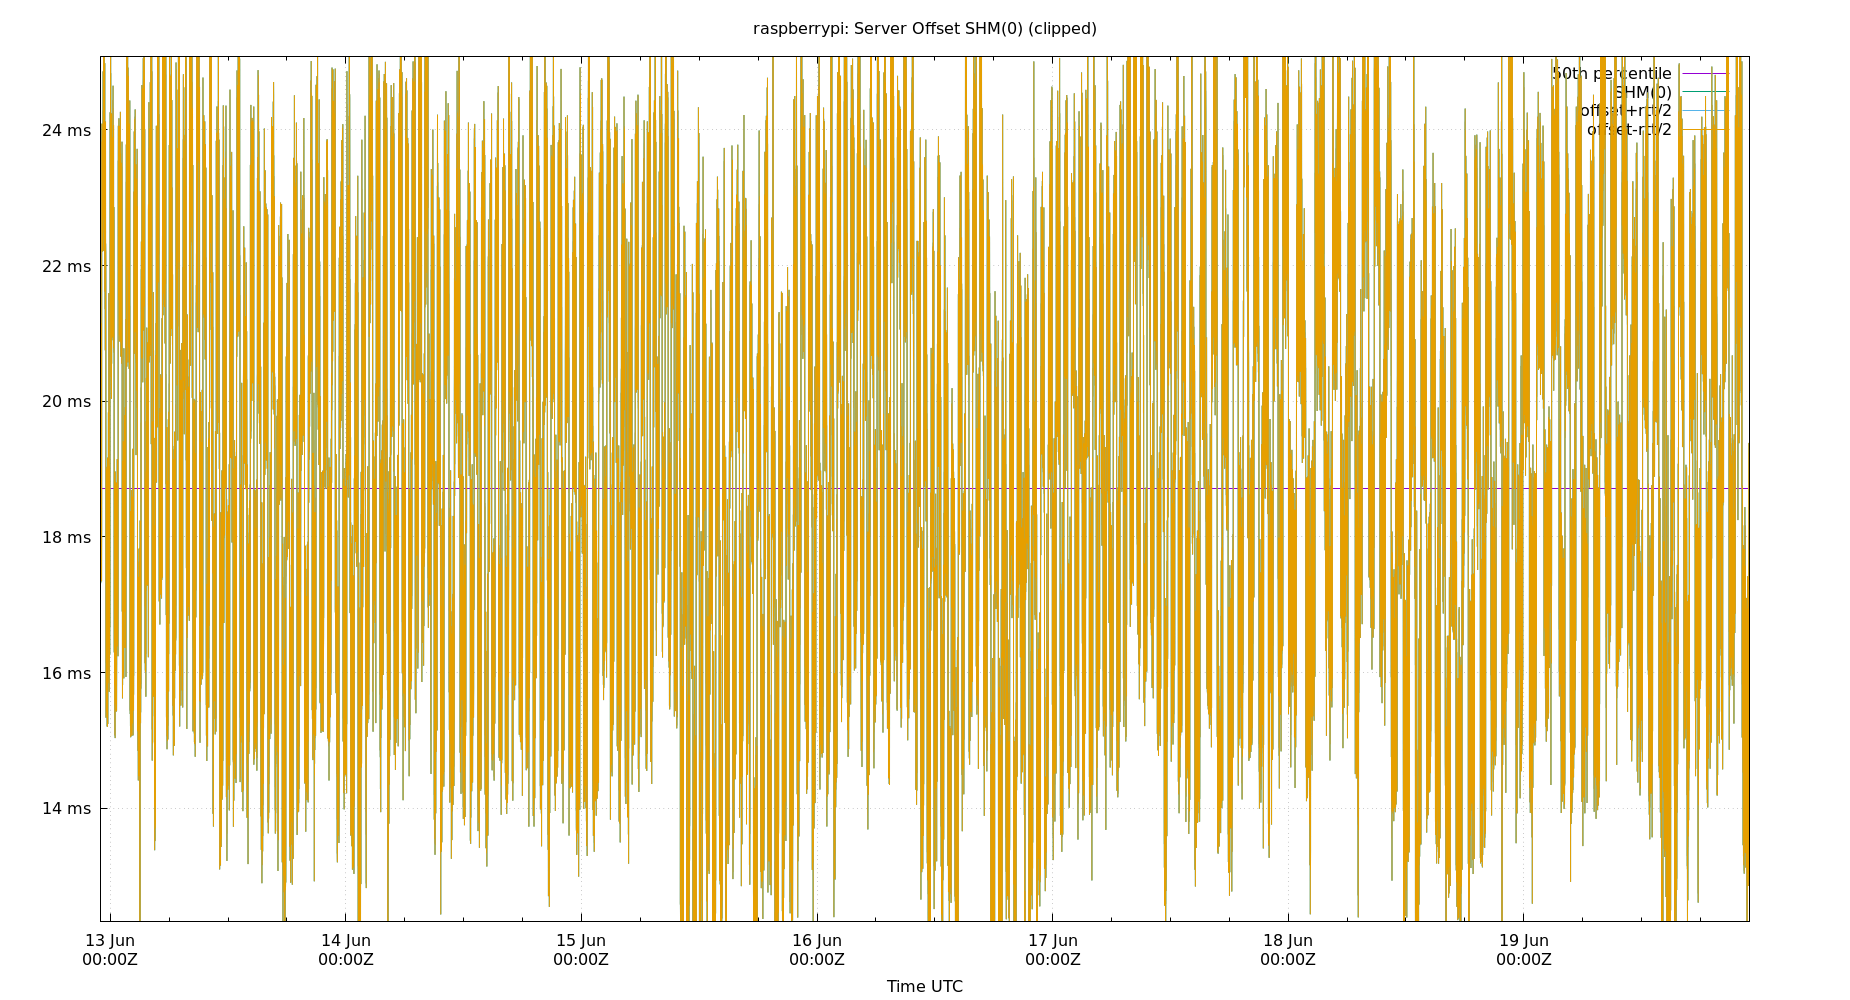 raspberrypi: Server Offset SHM(0) (clipped)
50th percentile
SHM(0)
offset+rtt/2
offset-rtt/2
24 ms
22 ms
20 ms
18 ms
16 ms
14 ms
13 Jun 14 Jun 15 Jun 16 Jun 17 Jun 18 Jun 19 Jun
00:00Z 00:00Z 00:00Z 00:00Z 00:00Z 00:00Z 00:00Z
Time UTC